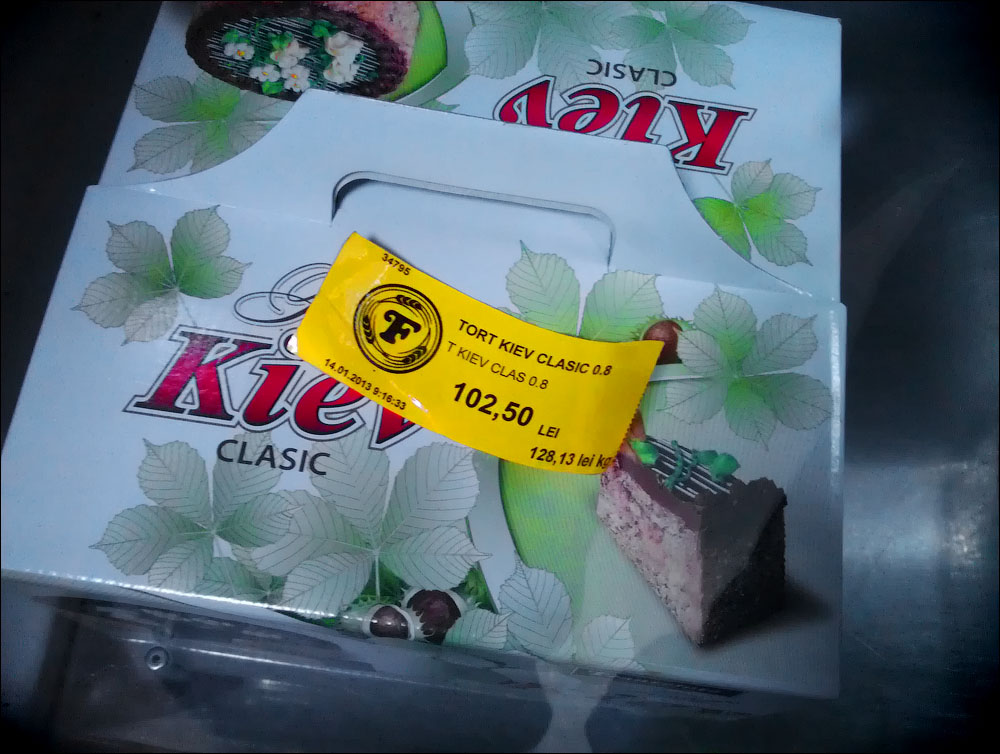 Kiev
CLASIC
34795
F
TORT KIEV CLASIC 0.8
T KIEV CLAS 0.8
14.01.2013 9:16:33
102,50 LEI
128,13 lei kg
Kiev
CLASIC